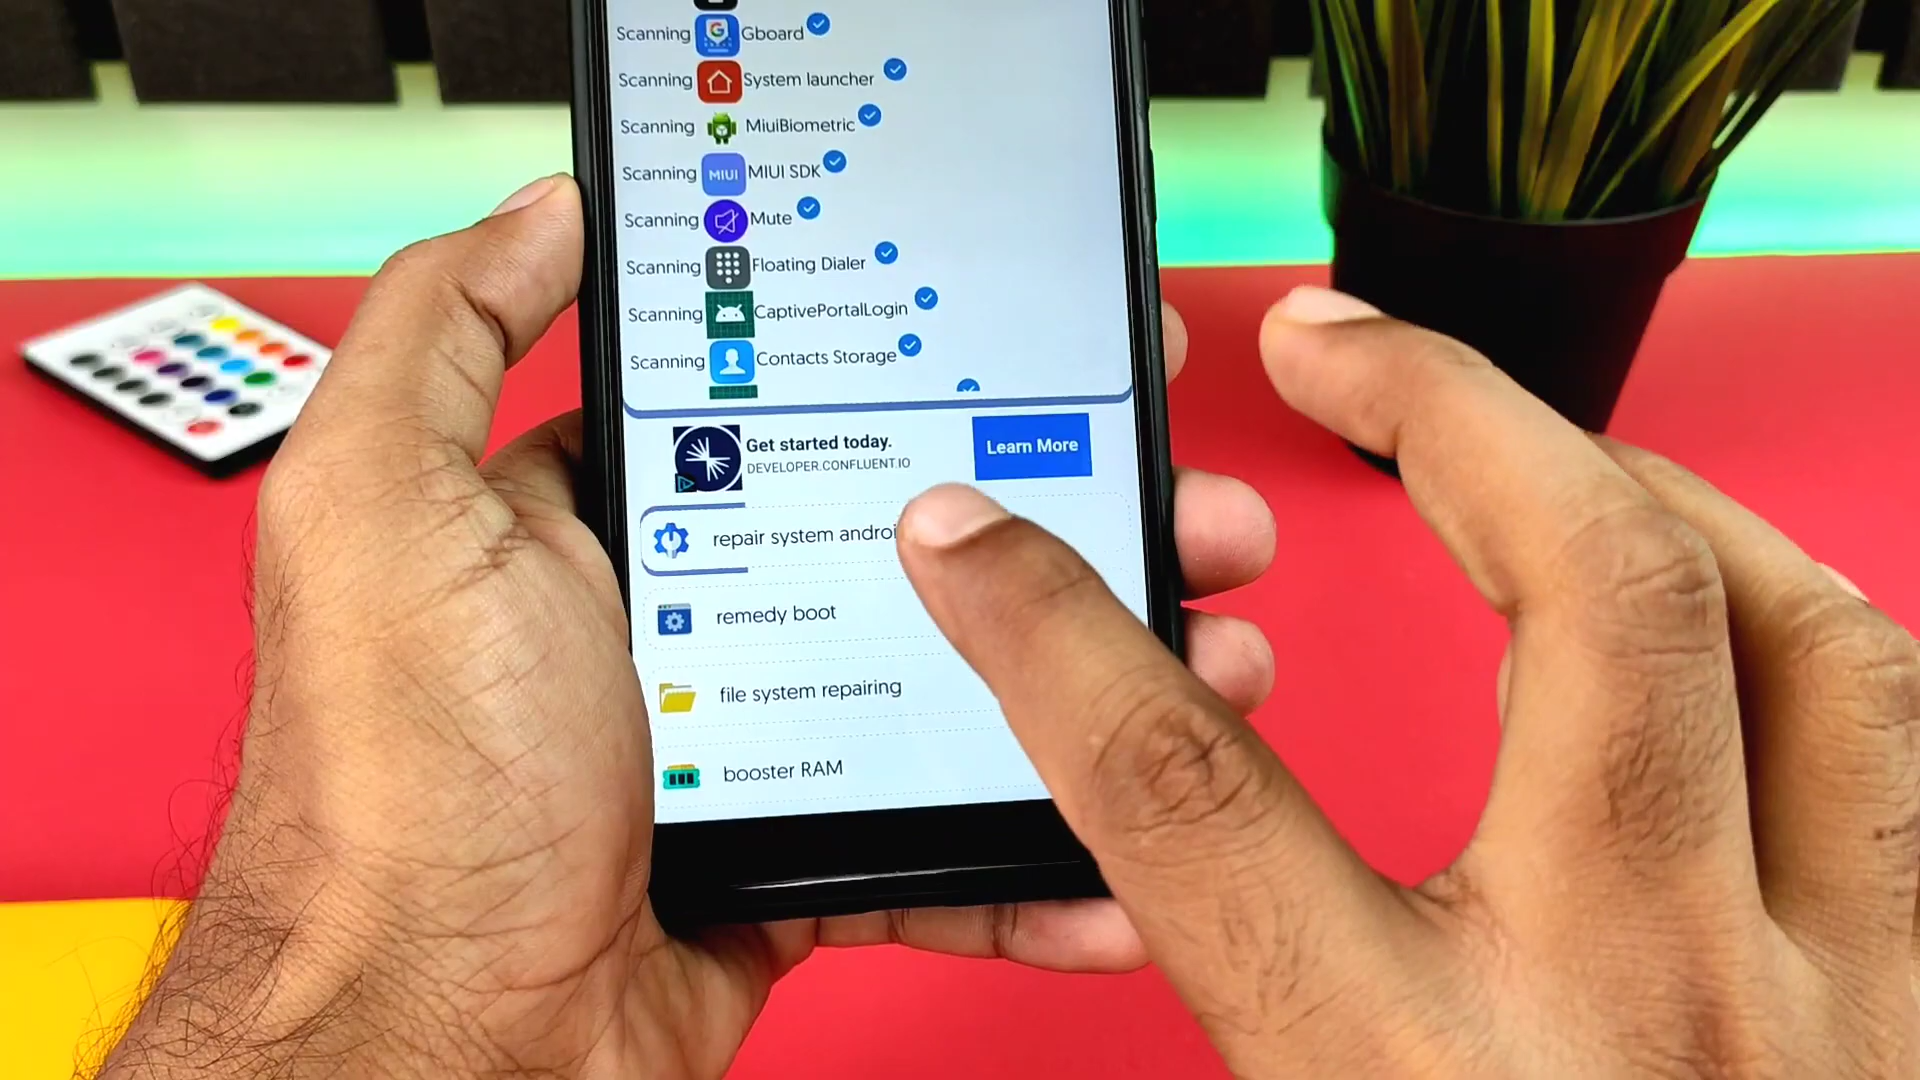 Scanning Gboard
Scanning System launcher
Scanning MiuiBiometric
Scanning MIUI MIUI SDK
Scanning Mute
Scanning Floating Dialer
Scanning CaptivePortalLogin
Scanning Contacts Storage
Get started today.
DEVELOPER.CONFLUENT.IO
Learn More
repair system androi
remedy boot
file system repairing
booster RAM